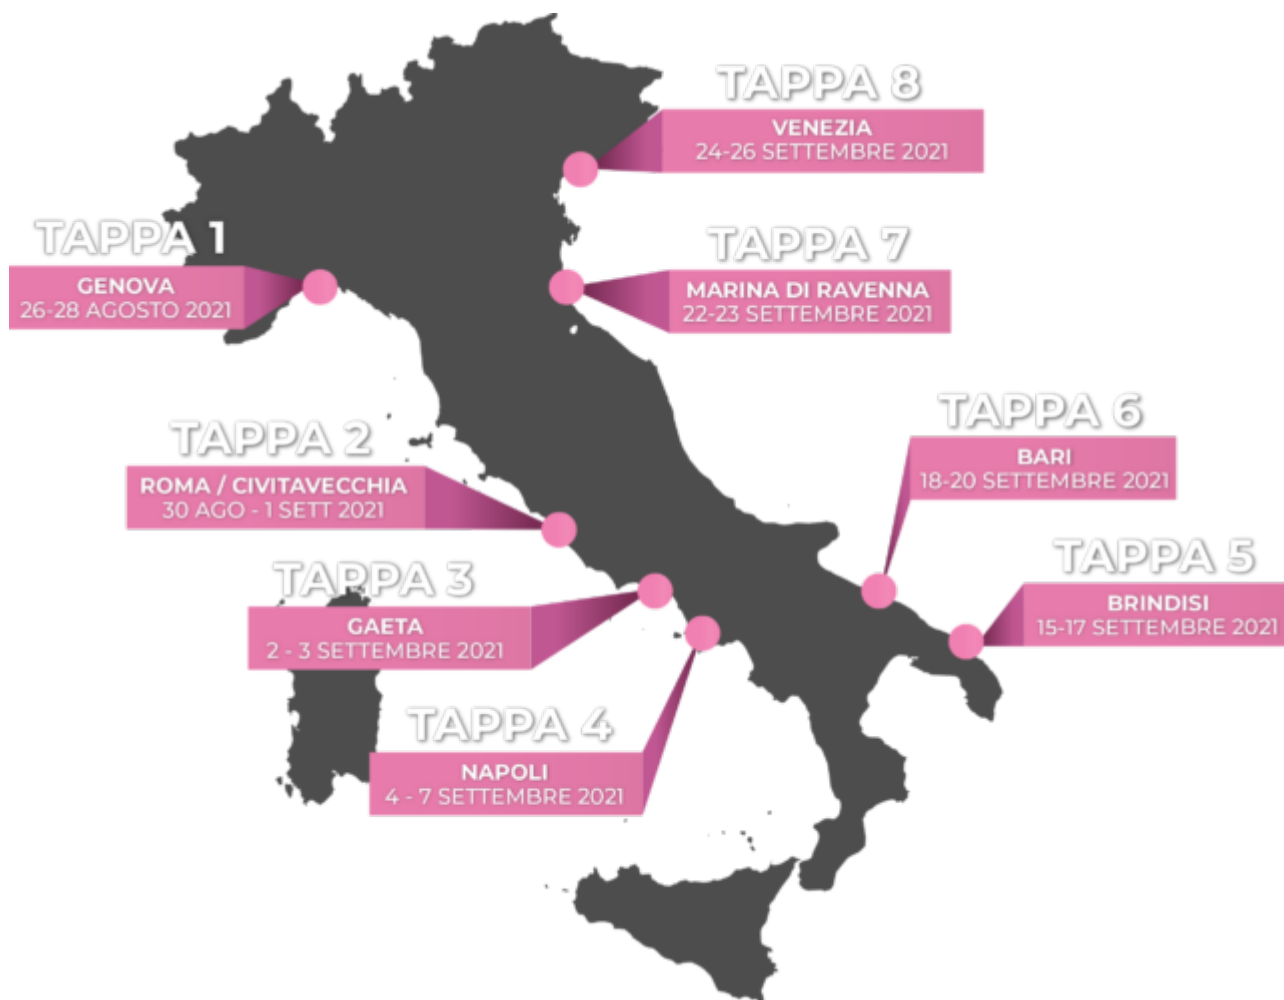 TAPPA 8
VENEZIA
24-26 SETTEMBRE 2021
TAPPA 1
GENOVA
26-28 AGOSTO 2021
TAPPA 7
MARINA DI RAVENNA
22-23 SETTEMBRE 2021
TAPPA 2
ROMA / CIVITAVECCHIA
30 AGO - 1 SETT 2021
TAPPA 6
BARI
18-20 SETTEMBRE 2021
TAPPA 3
GAETA
2 - 3 SETTEMBRE 2021
TAPPA 5
BRINDISI
15-17 SETTEMBRE 2021
TAPPA 4
NAPOLI
4 - 7 SETTEMBRE 2021